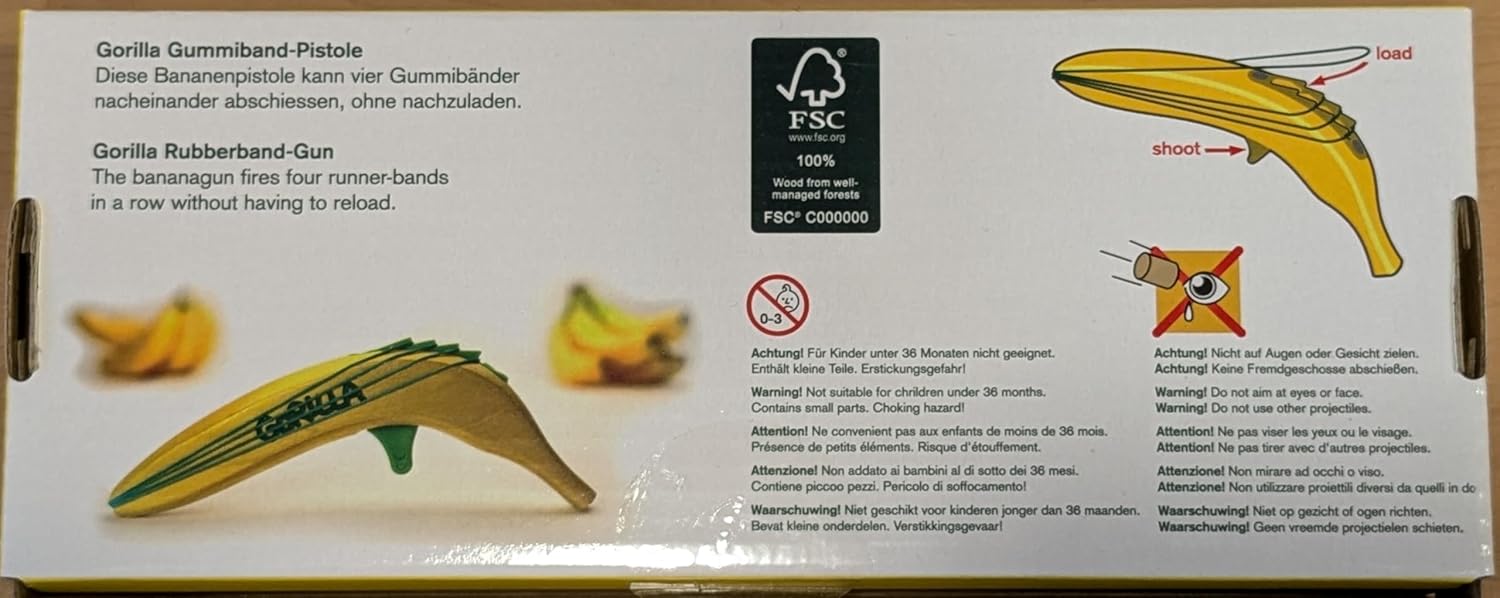 Gorilla Gummiband-Pistole
Diese Bananenpistole kann vier Gummibänder
nacheinander abschiessen, ohne nachzuladen.
Gorilla Rubberband-Gun
The bananagun fires four runner-bands
in a row without having to reload.
GORILLA
FSC
www.fsc.org
100%
Wood from well-
managed forests
FSC® C000000
load
shoot
0-3
Achtung! Für Kinder unter 36 Monaten nicht geeignet.
Enthält kleine Teile. Erstickungsgefahr!
Warning! Not suitable for chrildren under 36 months.
Contains small parts. Choking hazard!
Attention! Ne convenient pas aux enfants de moins de 36 mois.
Présence de petits éléments. Risque d'étouffement.
Attenzione! Non addato ai bambini al di sotto dei 36 mesi.
Contiene piccoo pezzi. Pericolo di soffocamento!
Waarschuwing! Niet geschikt voor kinderen jonger dan 36 maanden.
Bevat kleine onderdelen. Verstikkingsgevaar!
Achtung! Nicht auf Augen oder Gesicht zielen.
Achtung! Keine Fremdgeschosse abschießen.
Warning! Do not aim at eyes or face.
Warning! Do not use other projectiles.
Attention! Ne pas viser les yeux ou le visage.
Attention! Ne pas tirer avec d'autres projectiles.
Attenzione! Non mirare ad occhi o viso.
Attenzione! Non utilizzare proiettili diversi da quelli in do
Waarschuwing! Niet op gezicht of ogen richten.
Waarschuwing! Geen vreemde projectielen schieten.